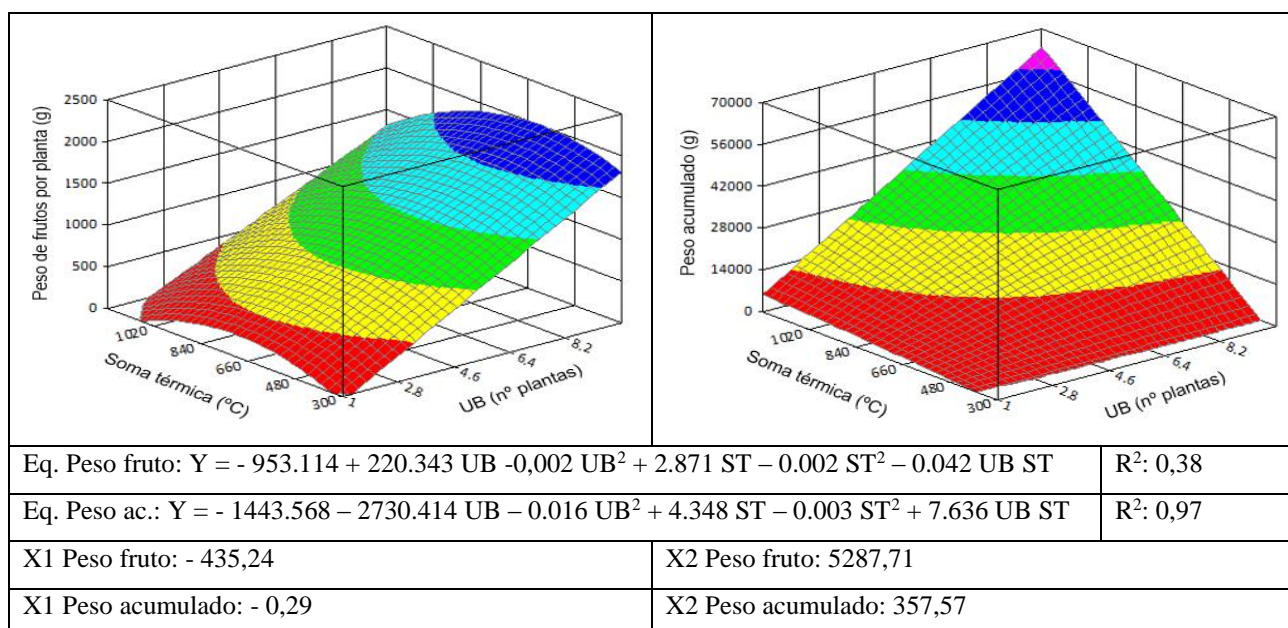 Peso de frutos por planta (g)
2500
2000
1500
1000
500
0
1020
840
660
480
300
Soma térmica (ºC)
1
2.8
4.6
6.4
8.2
UB (nº plantas)
Peso acumulado (g)
70000
56000
42000
28000
14000
0
1020
840
660
480
300
Soma térmica (ºC)
1
2.8
4.6
6.4
8.2
UB (nº plantas)
Eq. Peso fruto: Y = - 953.114 + 220.343 UB -0,002 UB² + 2.871 ST – 0.002 ST² – 0.042 UB ST
R²: 0,38
Eq. Peso ac.: Y = - 1443.568 – 2730.414 UB – 0.016 UB² + 4.348 ST – 0.003 ST² + 7.636 UB ST
R²: 0,97
X1 Peso fruto: - 435,24
X2 Peso fruto: 5287,71
X1 Peso acumulado: - 0,29
X2 Peso acumulado: 357,57